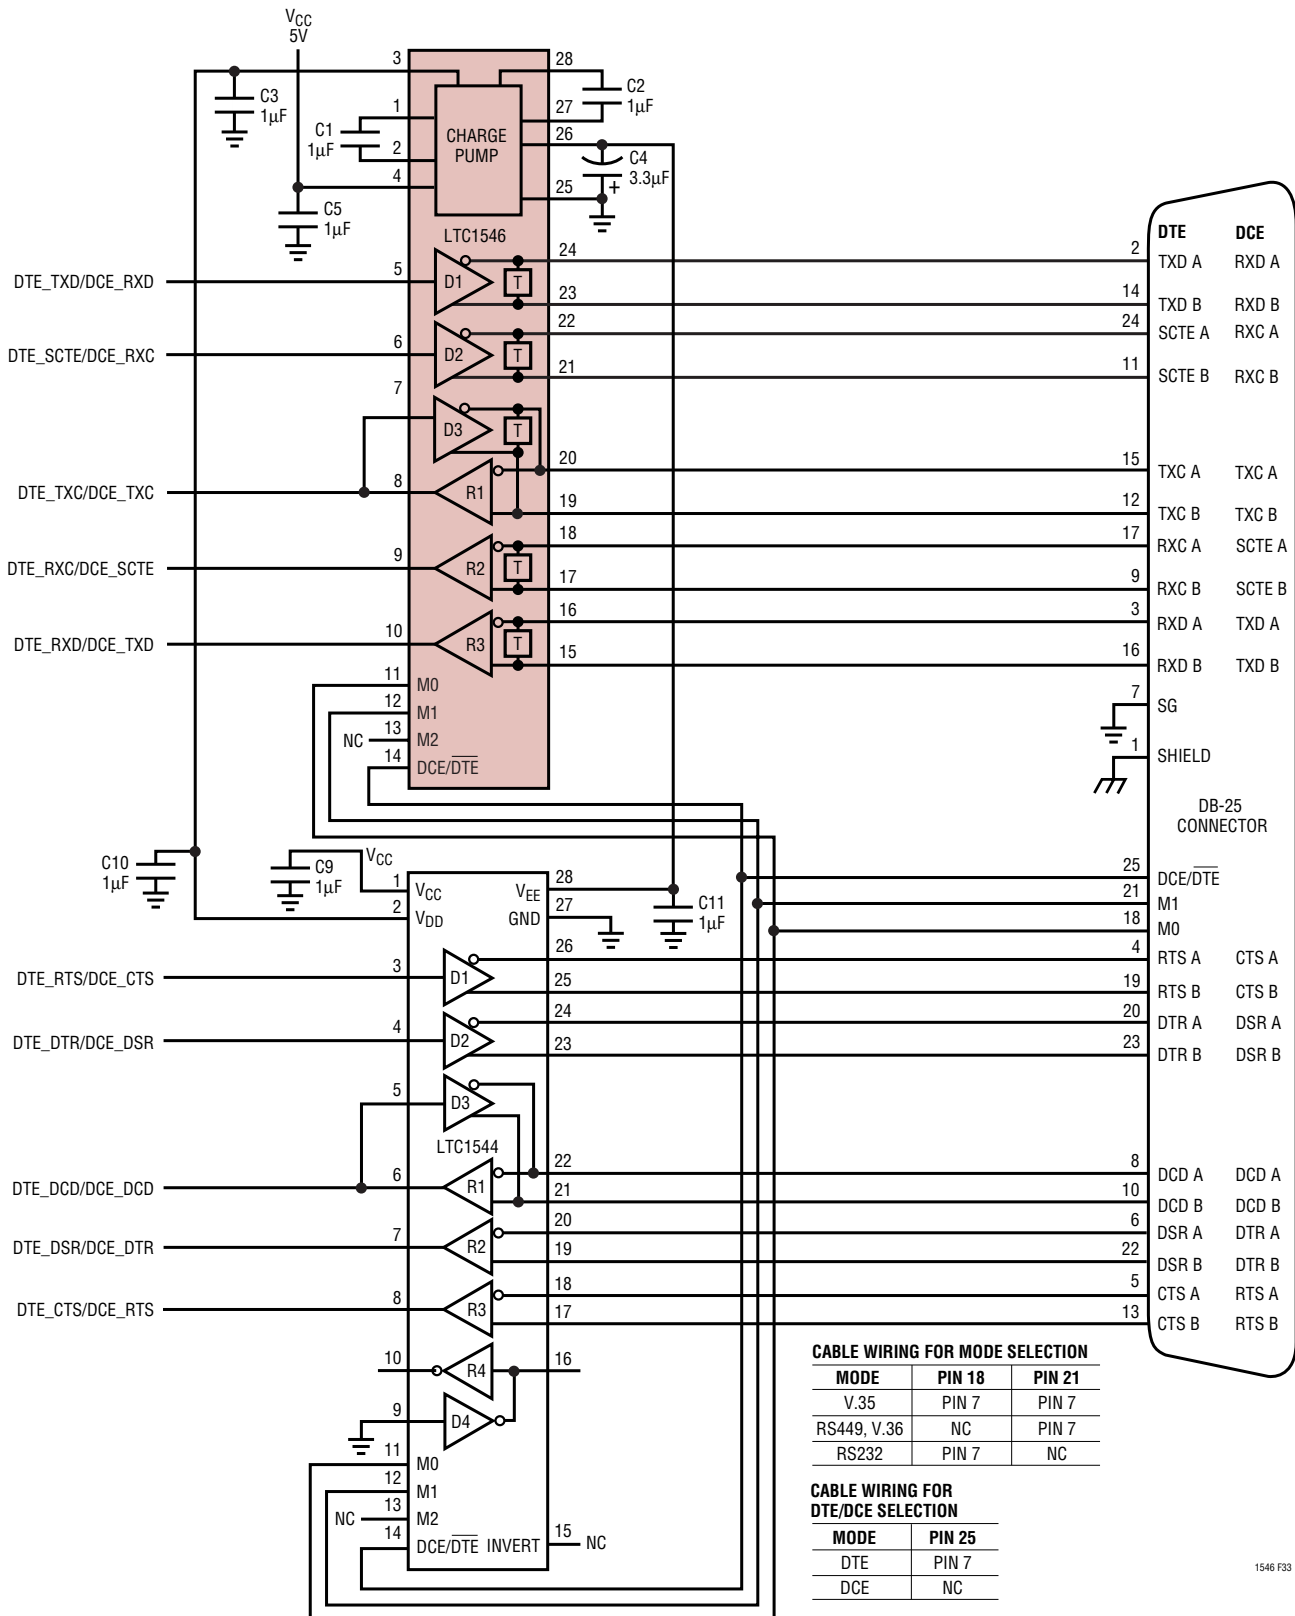 VCC
5V
3
28
C3
1µF
C2
1µF
1
27
C1
1µF
CHARGE
PUMP
26
2
C4
3.3µF
+
4
25
C5
1µF
LTC1546
DTE DCE
24
2
TXD A RXD A
DTE_TXD/DCE_RXD
5
D1
T
23
14
TXD B RXD B
22
24
SCTE A RXC A
DTE_SCTE/DCE_RXC
6
D2
T
21
11
SCTE B RXC B
7
D3
T
20
15
TXC A TXC A
DTE_TXC/DCE_TXC
8
R1
19
12
TXC B TXC B
18
17
RXC A SCTE A
DTE_RXC/DCE_SCTE
9
R2
T
17
9
RXC B SCTE B
16
3
RXD A TXD A
DTE_RXD/DCE_TXD
10
R3
T
15
16
RXD B TXD B
11
M0
7
SG
12
M1
NC
13
M2
1
SHIELD
14
DCE/DTE
DB-25
CONNECTOR
C10
1µF
C9
1µF
VCC
1
VCC
VEE
28
25
DCE/DTE
2
VDD
GND
27
C11
1µF
21
M1
18
M0
26
4
RTS A CTS A
DTE_RTS/DCE_CTS
3
D1
25
19
RTS B CTS B
24
20
DTR A DSR A
DTE_DTR/DCE_DSR
4
D2
23
23
DTR B DSR B
5
D3
LTC1544
22
8
DCD A DCD A
DTE_DCD/DCE_DCD
6
R1
21
10
DCD B DCD B
20
6
DSR A DTR A
DTE_DSR/DCE_DTR
7
R2
19
22
DSR B DTR B
18
5
CTS A RTS A
DTE_CTS/DCE_RTS
8
R3
17
13
CTS B RTS B
10
R4
16
9
D4
11
M0
12
M1
NC
13
M2
14
DCE/DTE INVERT
15
NC
CABLE WIRING FOR MODE SELECTION
MODE PIN 18 PIN 21
V.35 PIN 7 PIN 7
RS449, V.36 NC PIN 7
RS232 PIN 7 NC
CABLE WIRING FOR
DTE/DCE SELECTION
MODE PIN 25
DTE PIN 7
DCE NC
1546 F33